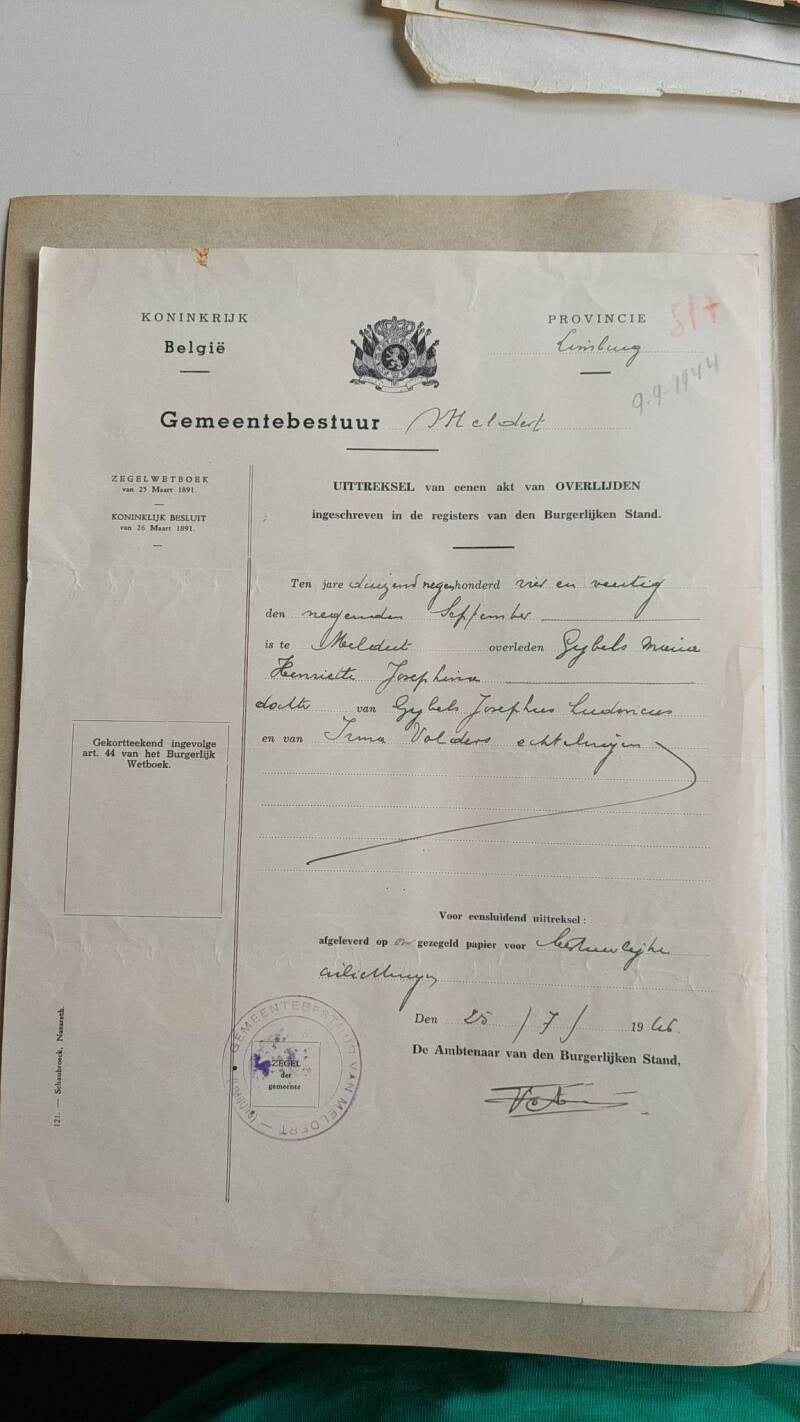 KONINKRIJK
België
PROVINCIE
Limburg
9-9-1944
Gemeentebestuur Meldert
ZEGELWETBOEK
van 25 Maart 1891.
KONINKLIJK BESLUIT
van 26 Maart 1891.
UITTREKSEL van eenen akt van OVERLIJDEN
ingeschreven in de registers van den Burgerlijken Stand.
Ten jare duizend negenhonderd vier en veertig
den negenden September
is te Meldert overleden Gybels Maria
Henriette Josephina
dochter van Gybels Josephus Ludovicus
en van Irma Volders echtelingen
Gekortteekend ingevolge
art. 44 van het Burgerlijk
Wetboek.
Voor eensluidend uittreksel :
afgeleverd op on gezegeld papier voor bestuurlijke
inlichtingen
Den 25/7/1946.
De Ambtenaar van den Burgerlijken Stand,
GEMEENTEBESTUUR VAN MELDERT
ZEGEL
der
gemeente
121. — Schaubroeck, Nazareth.